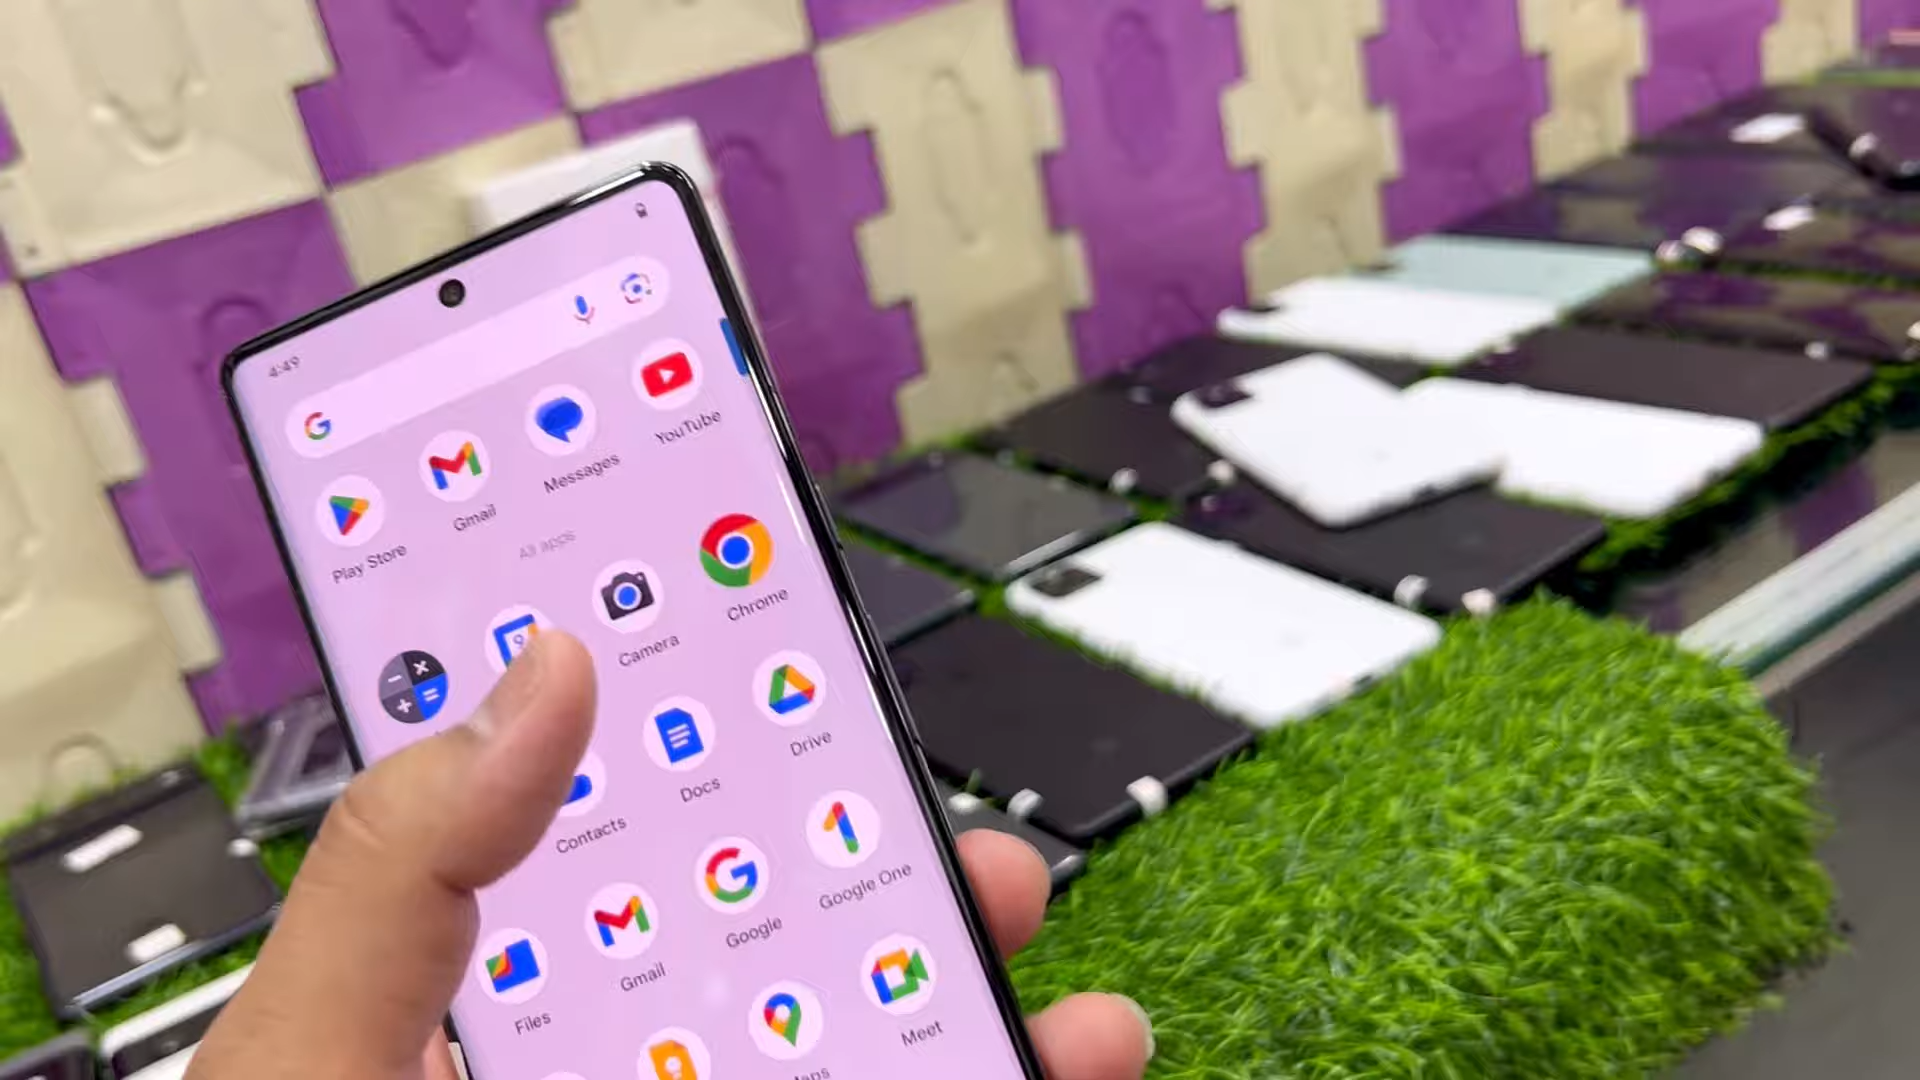 4:49
G
Play Store
Gmail
Messages
YouTube
All apps
Camera
Chrome
Contacts
Docs
Drive
Files
Gmail
Google
Google One
Meet